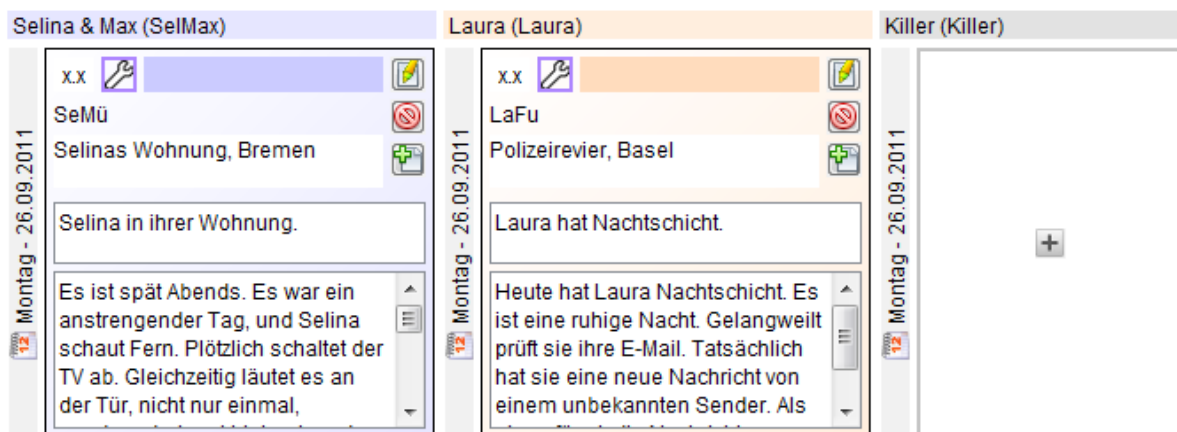 Selina & Max (SelMax)
Montag - 26.09.2011
x.x
SeMü
Selinas Wohnung, Bremen
Selina in ihrer Wohnung.
Es ist spät Abends. Es war ein
anstrengender Tag, und Selina
schaut Fern. Plötzlich schaltet der
TV ab. Gleichzeitig läutet es an
der Tür, nicht nur einmal,
Laura (Laura)
Montag - 26.09.2011
x.x
LaFu
Polizeirevier, Basel
Laura hat Nachtschicht.
Heute hat Laura Nachtschicht. Es
ist eine ruhige Nacht. Gelangweilt
prüft sie ihre E-Mail. Tatsächlich
hat sie eine neue Nachricht von
einem unbekannten Sender. Als
Killer (Killer)
Montag - 26.09.2011